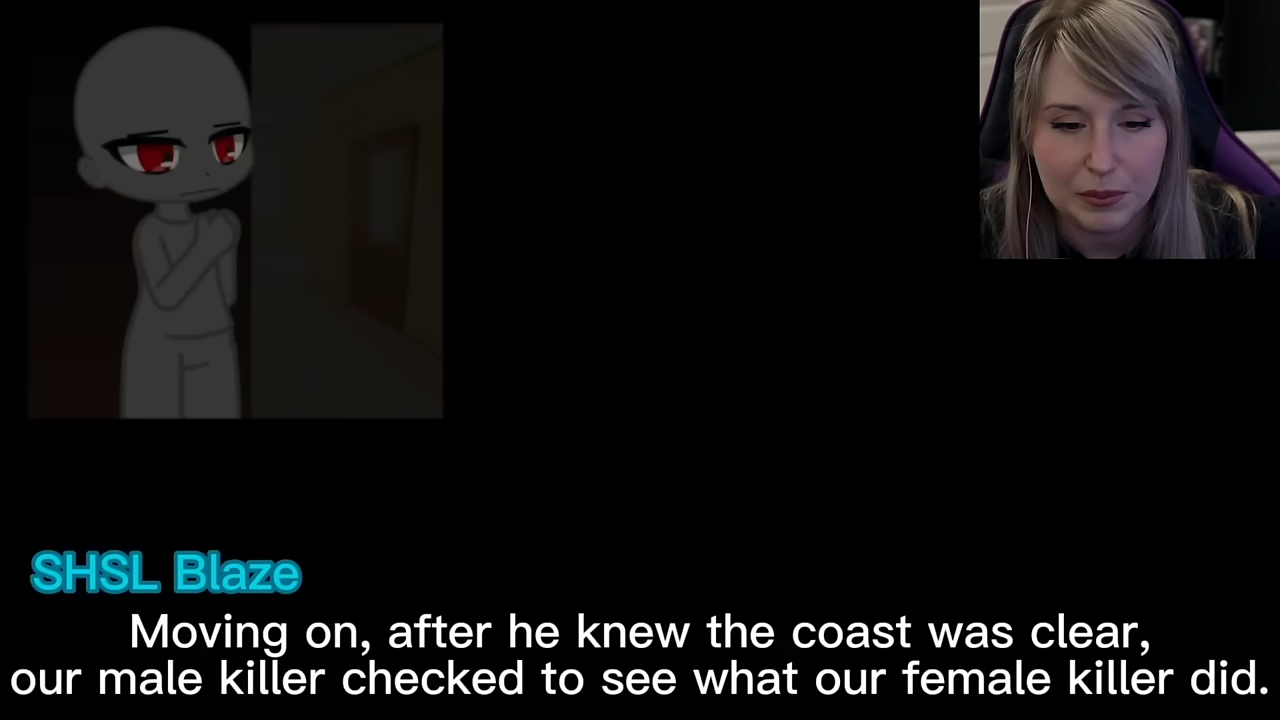 SHSL Blaze
Moving on, after he knew the coast was clear,
our male killer checked to see what our female killer did.